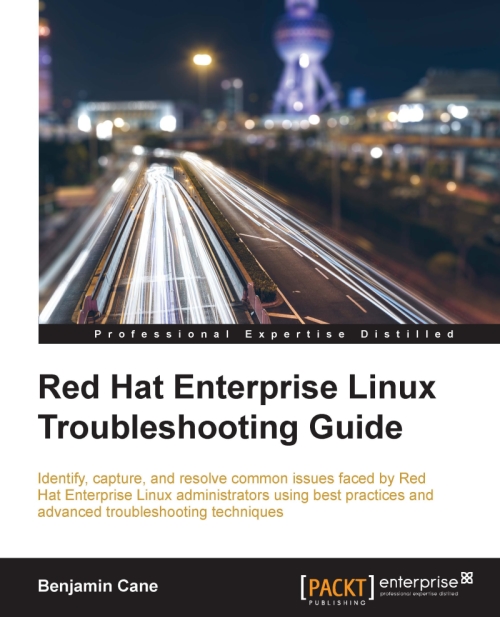 Professional Expertise Distilled
Red Hat Enterprise Linux
Troubleshooting Guide
Identify, capture, and resolve common issues faced by Red
Hat Enterprise Linux administrators using best practices and
advanced troubleshooting techniques
Benjamin Cane
[PACKT] enterprise
PUBLISHING
professional expertise distilled